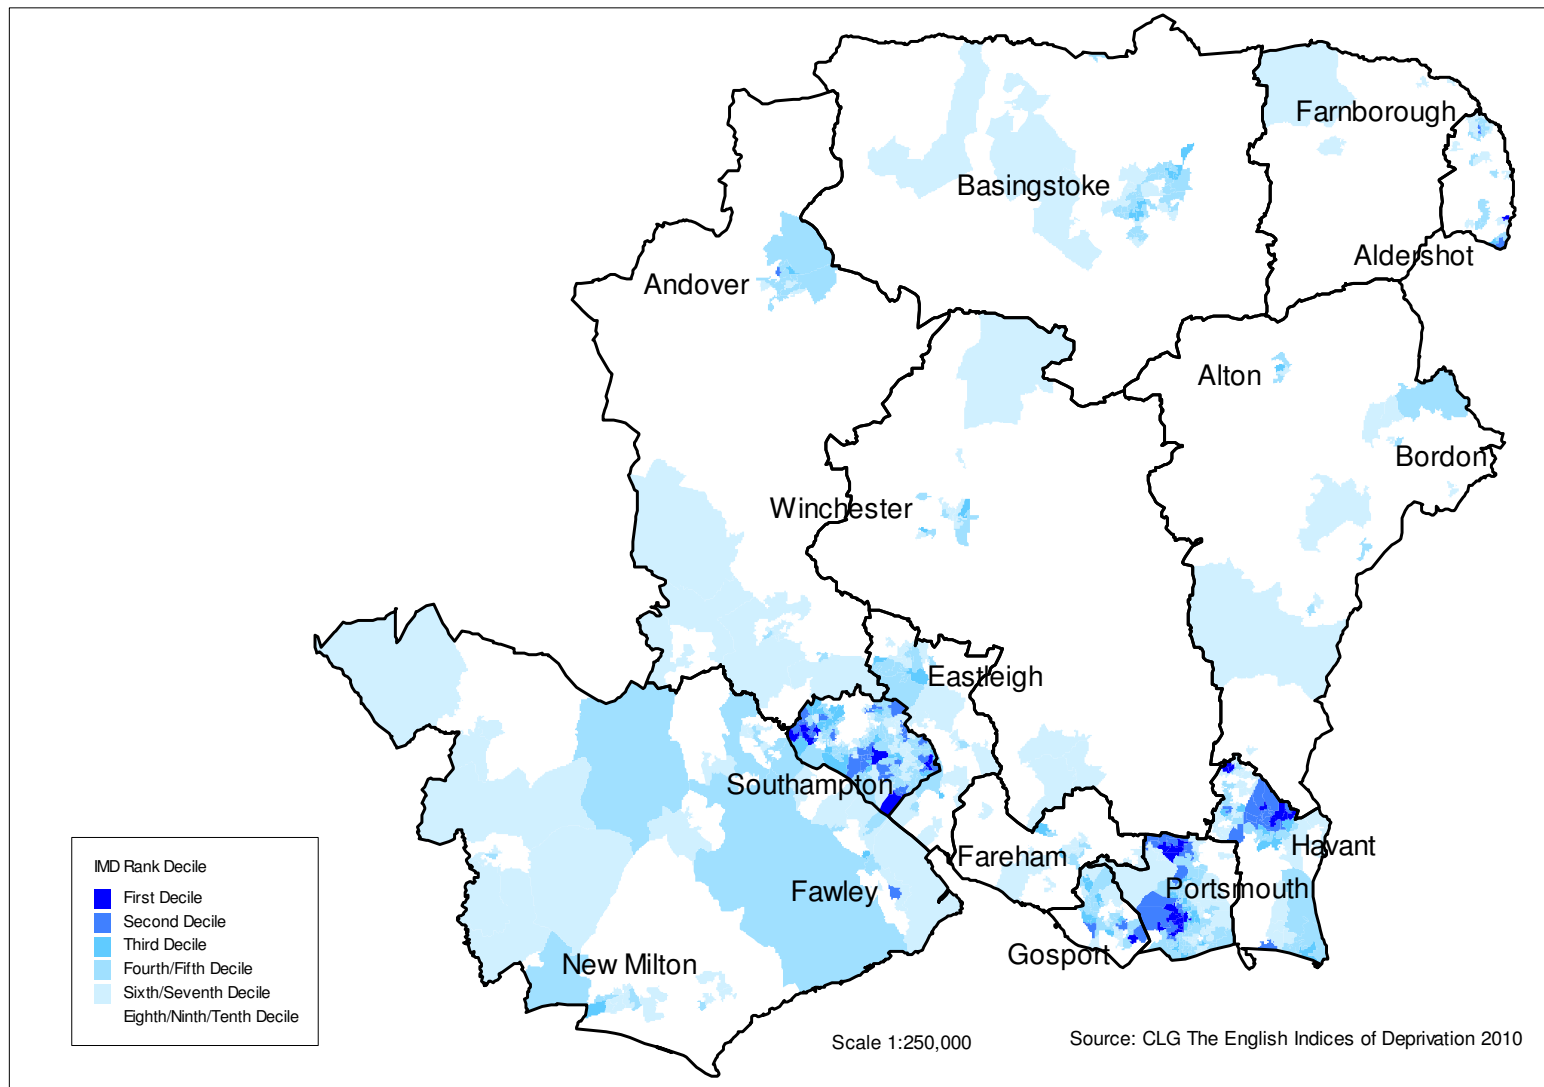 Farnborough
Basingstoke
Aldershot
Andover
Alton
Bordon
Winchester
Eastleigh
Southampton
Havant
Fareham
Portsmouth
Fawley
Gosport
New Milton
IMD Rank Decile
First Decile
Second Decile
Third Decile
Fourth/Fifth Decile
Sixth/Seventh Decile
Eighth/Ninth/Tenth Decile
Scale 1:250,000
Source: CLG The English Indices of Deprivation 2010